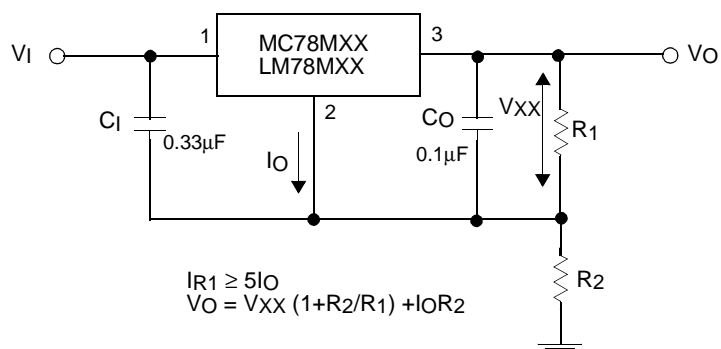 VI
1
MC78MXX
LM78MXX
3
VO
2
CI
0.33μF
IO
CO
0.1μF
VXX
R1
R2
IR1 ≥ 5IO
VO = VXX (1+R2/R1) +IOR2